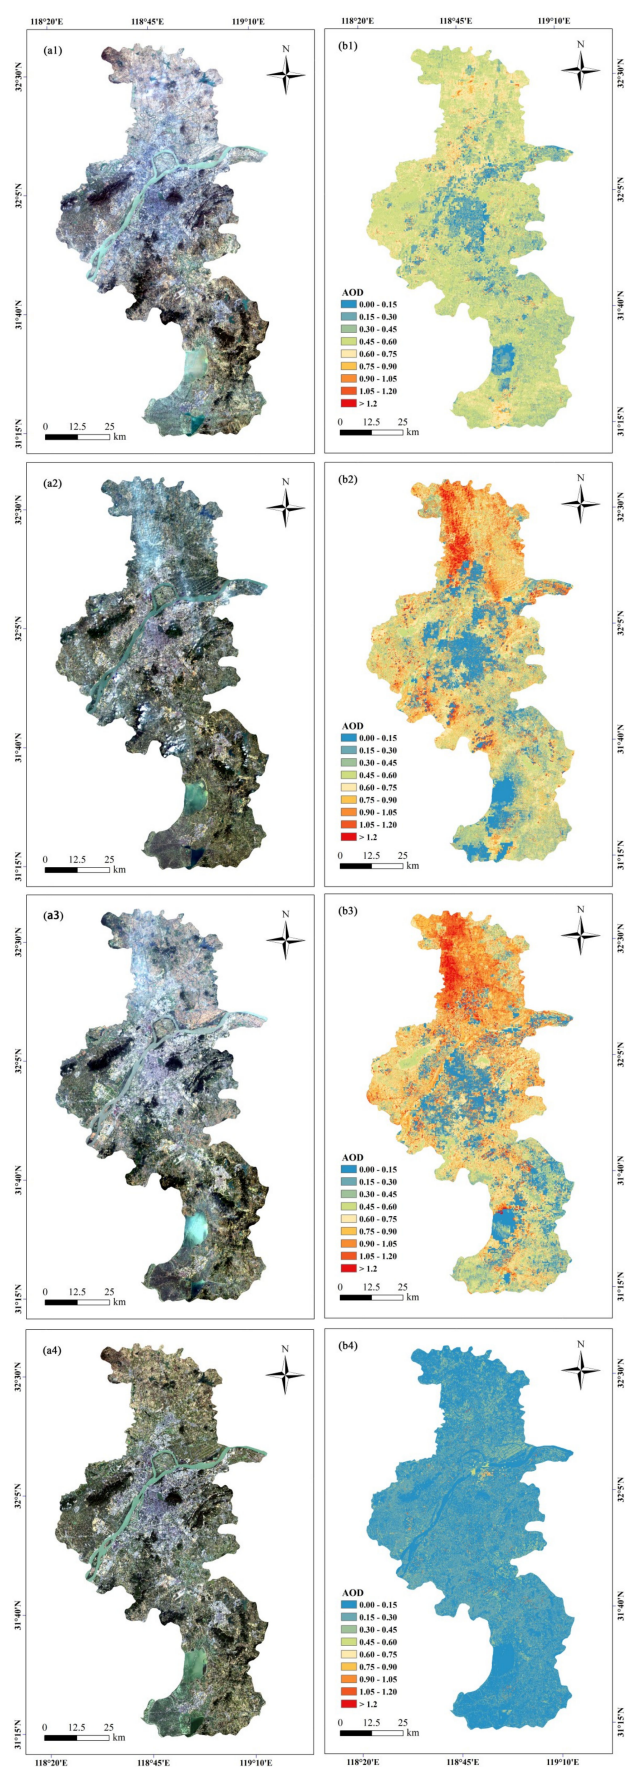 118°20'E 118°45'E 119°10'E 118°20'E 118°45'E 119°10'E
(a1) N
32°30'N
32°5'N
31°40'N
31°15'N
0 12.5 25
km
(b1) N
32°30'N
32°5'N
31°40'N
31°15'N
AOD
0.00 - 0.15
0.15 - 0.30
0.30 - 0.45
0.45 - 0.60
0.60 - 0.75
0.75 - 0.90
0.90 - 1.05
1.05 - 1.20
> 1.2
0 12.5 25
km
(a2) N
32°30'N
32°5'N
31°40'N
31°15'N
0 12.5 25
km
(b2) N
32°30'N
32°5'N
31°40'N
31°15'N
AOD
0.00 - 0.15
0.15 - 0.30
0.30 - 0.45
0.45 - 0.60
0.60 - 0.75
0.75 - 0.90
0.90 - 1.05
1.05 - 1.20
> 1.2
0 12.5 25
km
(a3) N
32°30'N
32°5'N
31°40'N
31°15'N
0 12.5 25
km
(b3) N
32°30'N
32°5'N
31°40'N
31°15'N
AOD
0.00 - 0.15
0.15 - 0.30
0.30 - 0.45
0.45 - 0.60
0.60 - 0.75
0.75 - 0.90
0.90 - 1.05
1.05 - 1.20
> 1.2
0 12.5 25
km
(a4) N
32°30'N
32°5'N
31°40'N
31°15'N
0 12.5 25
km
(b4) N
32°30'N
32°5'N
31°40'N
31°15'N
AOD
0.00 - 0.15
0.15 - 0.30
0.30 - 0.45
0.45 - 0.60
0.60 - 0.75
0.75 - 0.90
0.90 - 1.05
1.05 - 1.20
> 1.2
0 12.5 25
km
118°20'E 118°45'E 119°10'E 118°20'E 118°45'E 119°10'E